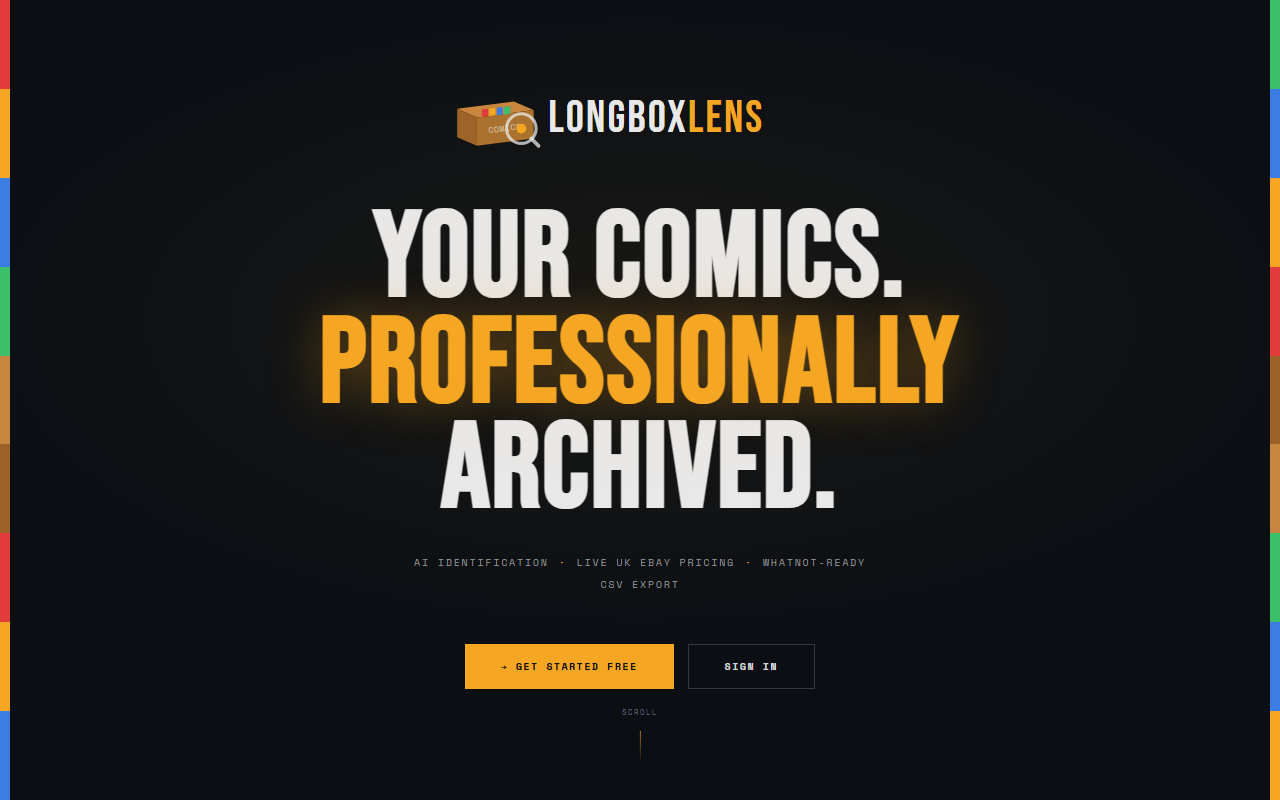 COMICS
LONGBOXLENS
YOUR COMICS.
PROFESSIONALLY
ARCHIVED.
AI IDENTIFICATION · LIVE UK EBAY PRICING · WHATNOT-READY
CSV EXPORT
→ GET STARTED FREE
SIGN IN
SCROLL